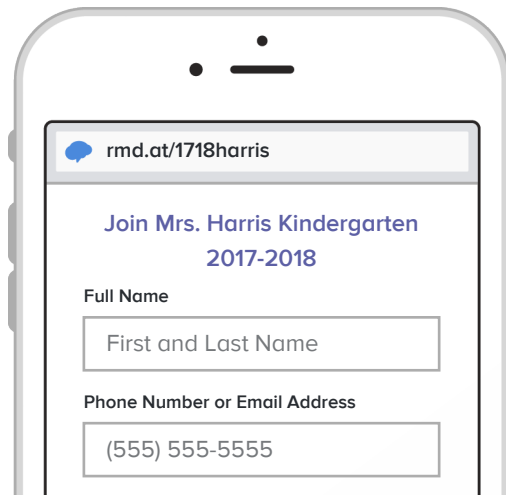 rmd.at/1718harris
Join Mrs. Harris Kindergarten
2017-2018
Full Name
First and Last Name
Phone Number or Email Address
(555) 555-5555